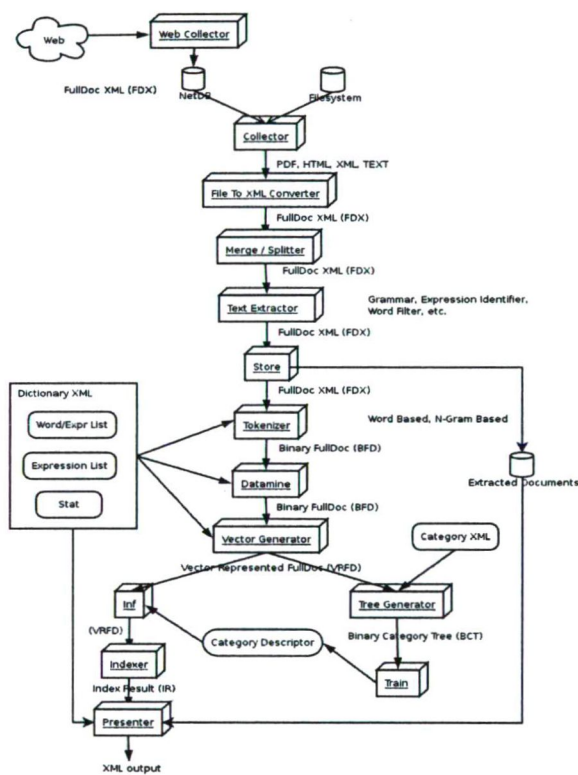 Web
Web Collector
FullDoc XML (FDX)
NetDB
Filesystem
Collector
PDF, HTML, XML, TEXT
File To XML Converter
FullDoc XML (FDX)
Merge / Splitter
FullDoc XML (FDX)
Text Extractor
Grammar, Expression Identifier,
Word Filter, etc.
FullDoc XML (FDX)
Store
FullDoc XML (FDX)
Dictionary XML
Word/Expr List
Expression List
Stat
Tokenizer
Word Based, N-Gram Based
Binary FullDoc (BFD)
Datamine
Extracted Documents
Binary FullDoc (BFD)
Vector Generator
Category XML
Vector Represented FullDoc (VRFD)
Inf
Tree Generator
(VRFD)
Category Descriptor
Binary Category Tree (BCT)
Indexer
Train
Index Result (IR)
Presenter
XML output